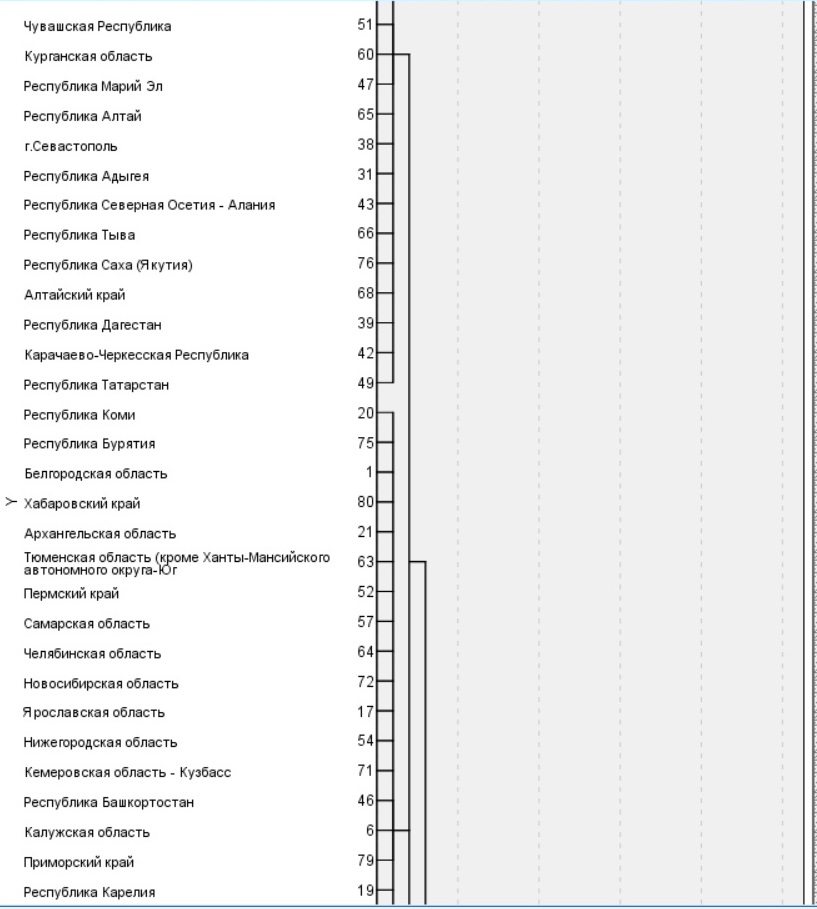 Чувашская Республика 51
Курганская область 60
Республика Марий Эл 47
Республика Алтай 65
г.Севастополь 38
Республика Адыгея 31
Республика Северная Осетия - Алания 43
Республика Тыва 66
Республика Саха (Якутия) 76
Алтайский край 68
Республика Дагестан 39
Карачаево-Черкесская Республика 42
Республика Татарстан 49
Республика Коми 20
Республика Бурятия 75
Белгородская область 1
Y Хабаровский край 80
Архангельская область 21
Тюменская область (кроме Ханты-Мансийского
автономного округа-Юг 63
Пермский край 52
Самарская область 57
Челябинская область 64
Новосибирская область 72
Ярославская область 17
Нижегородская область 54
Кемеровская область - Кузбасс 71
Республика Башкортостан 46
Калужская область 6
Приморский край 79
Республика Карелия 19